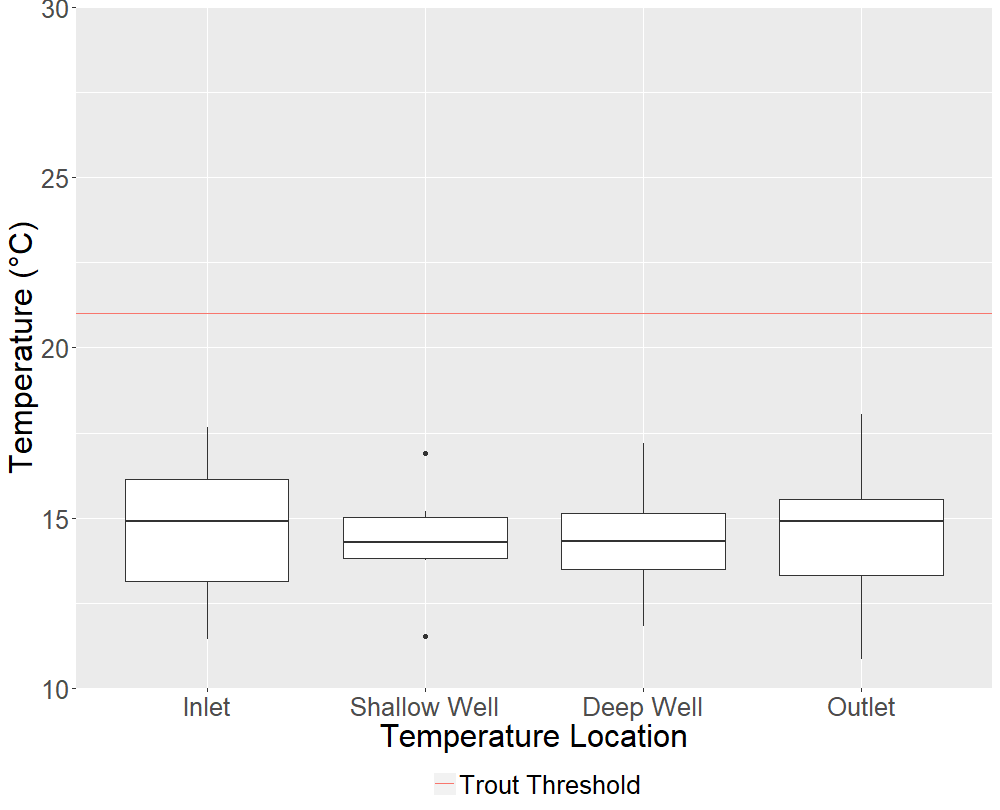 30
25
20
15
10
Temperature (°C)
Inlet Shallow Well Deep Well Outlet
Temperature Location
Trout Threshold